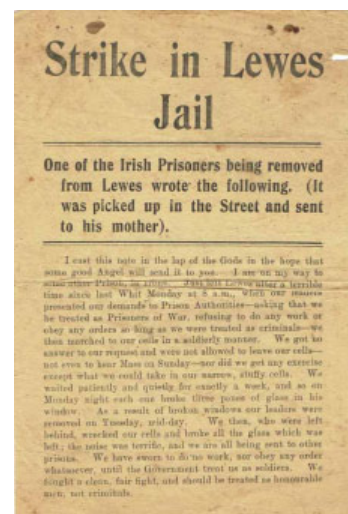 Strike in Lewes
Jail
One of the Irish Prisoners being removed
from Lewes wrote the following. (It
was picked up in the Street and sent
to his mother).
I cast this note in the lap of the Gods in the hope that
some good Angel will send it to you. I am on my way to
some other Prison, in irons. Just left Lewes after a terrible
time since last Whit Monday at 8 a.m., when our leaders
presented our demands to Prison Authorities—asking that we
be treated as Prisoners of War, refusing to do any work or
obey any orders so long as we were treated as criminals—we
then marched to our cells in a soldierly manner. We got no
answer to our request and were not allowed to leave our cells—
not even to hear Mass on Sunday—nor did we get any exercise
except what we could take in our narrow, stuffy cells. We
waited patiently and quietly for exactly a week, and so on
Monday night each one broke three panes of glass in his
window. As a result of broken windows our leaders were
removed on Tuesday, mid-day. We then, who were left
behind, wrecked our cells and broke all the glass which was
left; the noise was terrific, and we are all being sent to other
prisons. We have sworn to do no work, nor obey any order
whatsoever, until the Government treat us as soldiers. We
fought a clean, fair fight, and should be treated as honourable
men, not criminals.